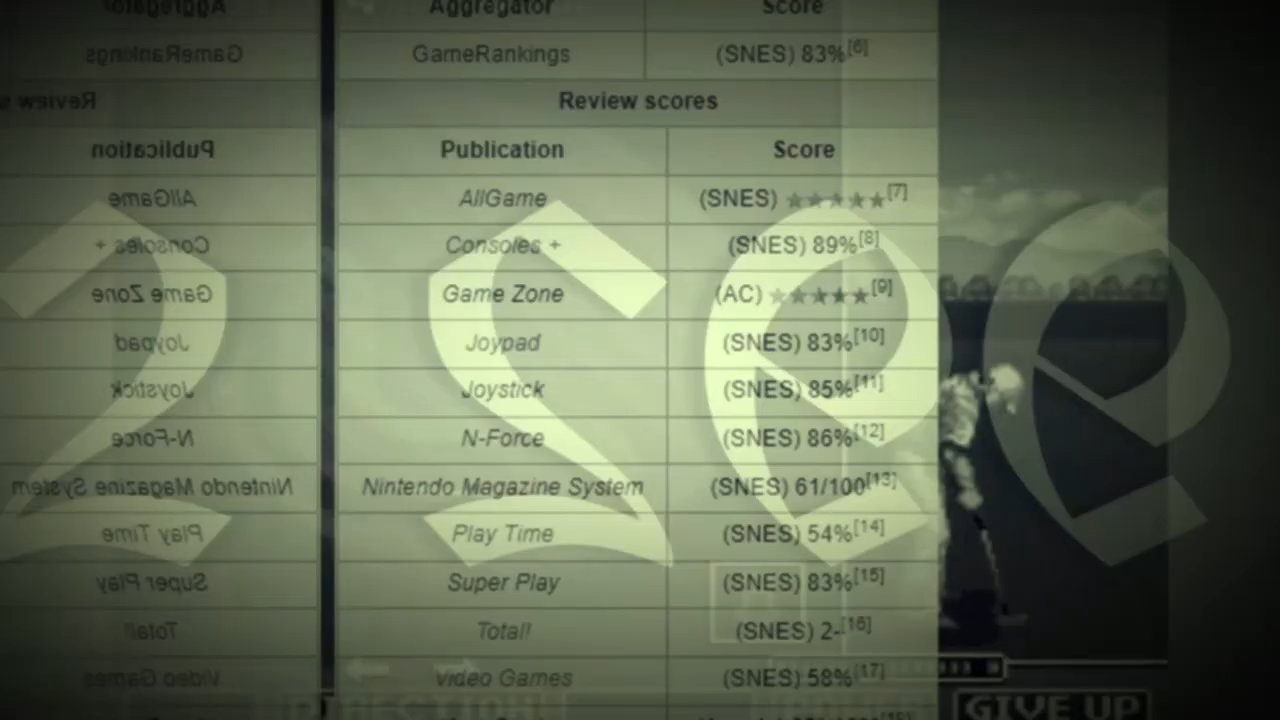 Aggregator Score
GameRankings (SNES) 83%[6]
Review scores
Publication Score
AllGame (SNES) ★★★★★[7]
Consoles + (SNES) 89%[8]
Game Zone (AC) ★★★★★[9]
Joypad (SNES) 83%[10]
Joystick (SNES) 85%[11]
N-Force (SNES) 86%[12]
Nintendo Magazine System (SNES) 61/100[13]
Play Time (SNES) 54%[14]
Super Play (SNES) 83%[15]
Total! (SNES) 2-[16]
Video Games (SNES) 58%[17]
DIRECTION GIVE UP